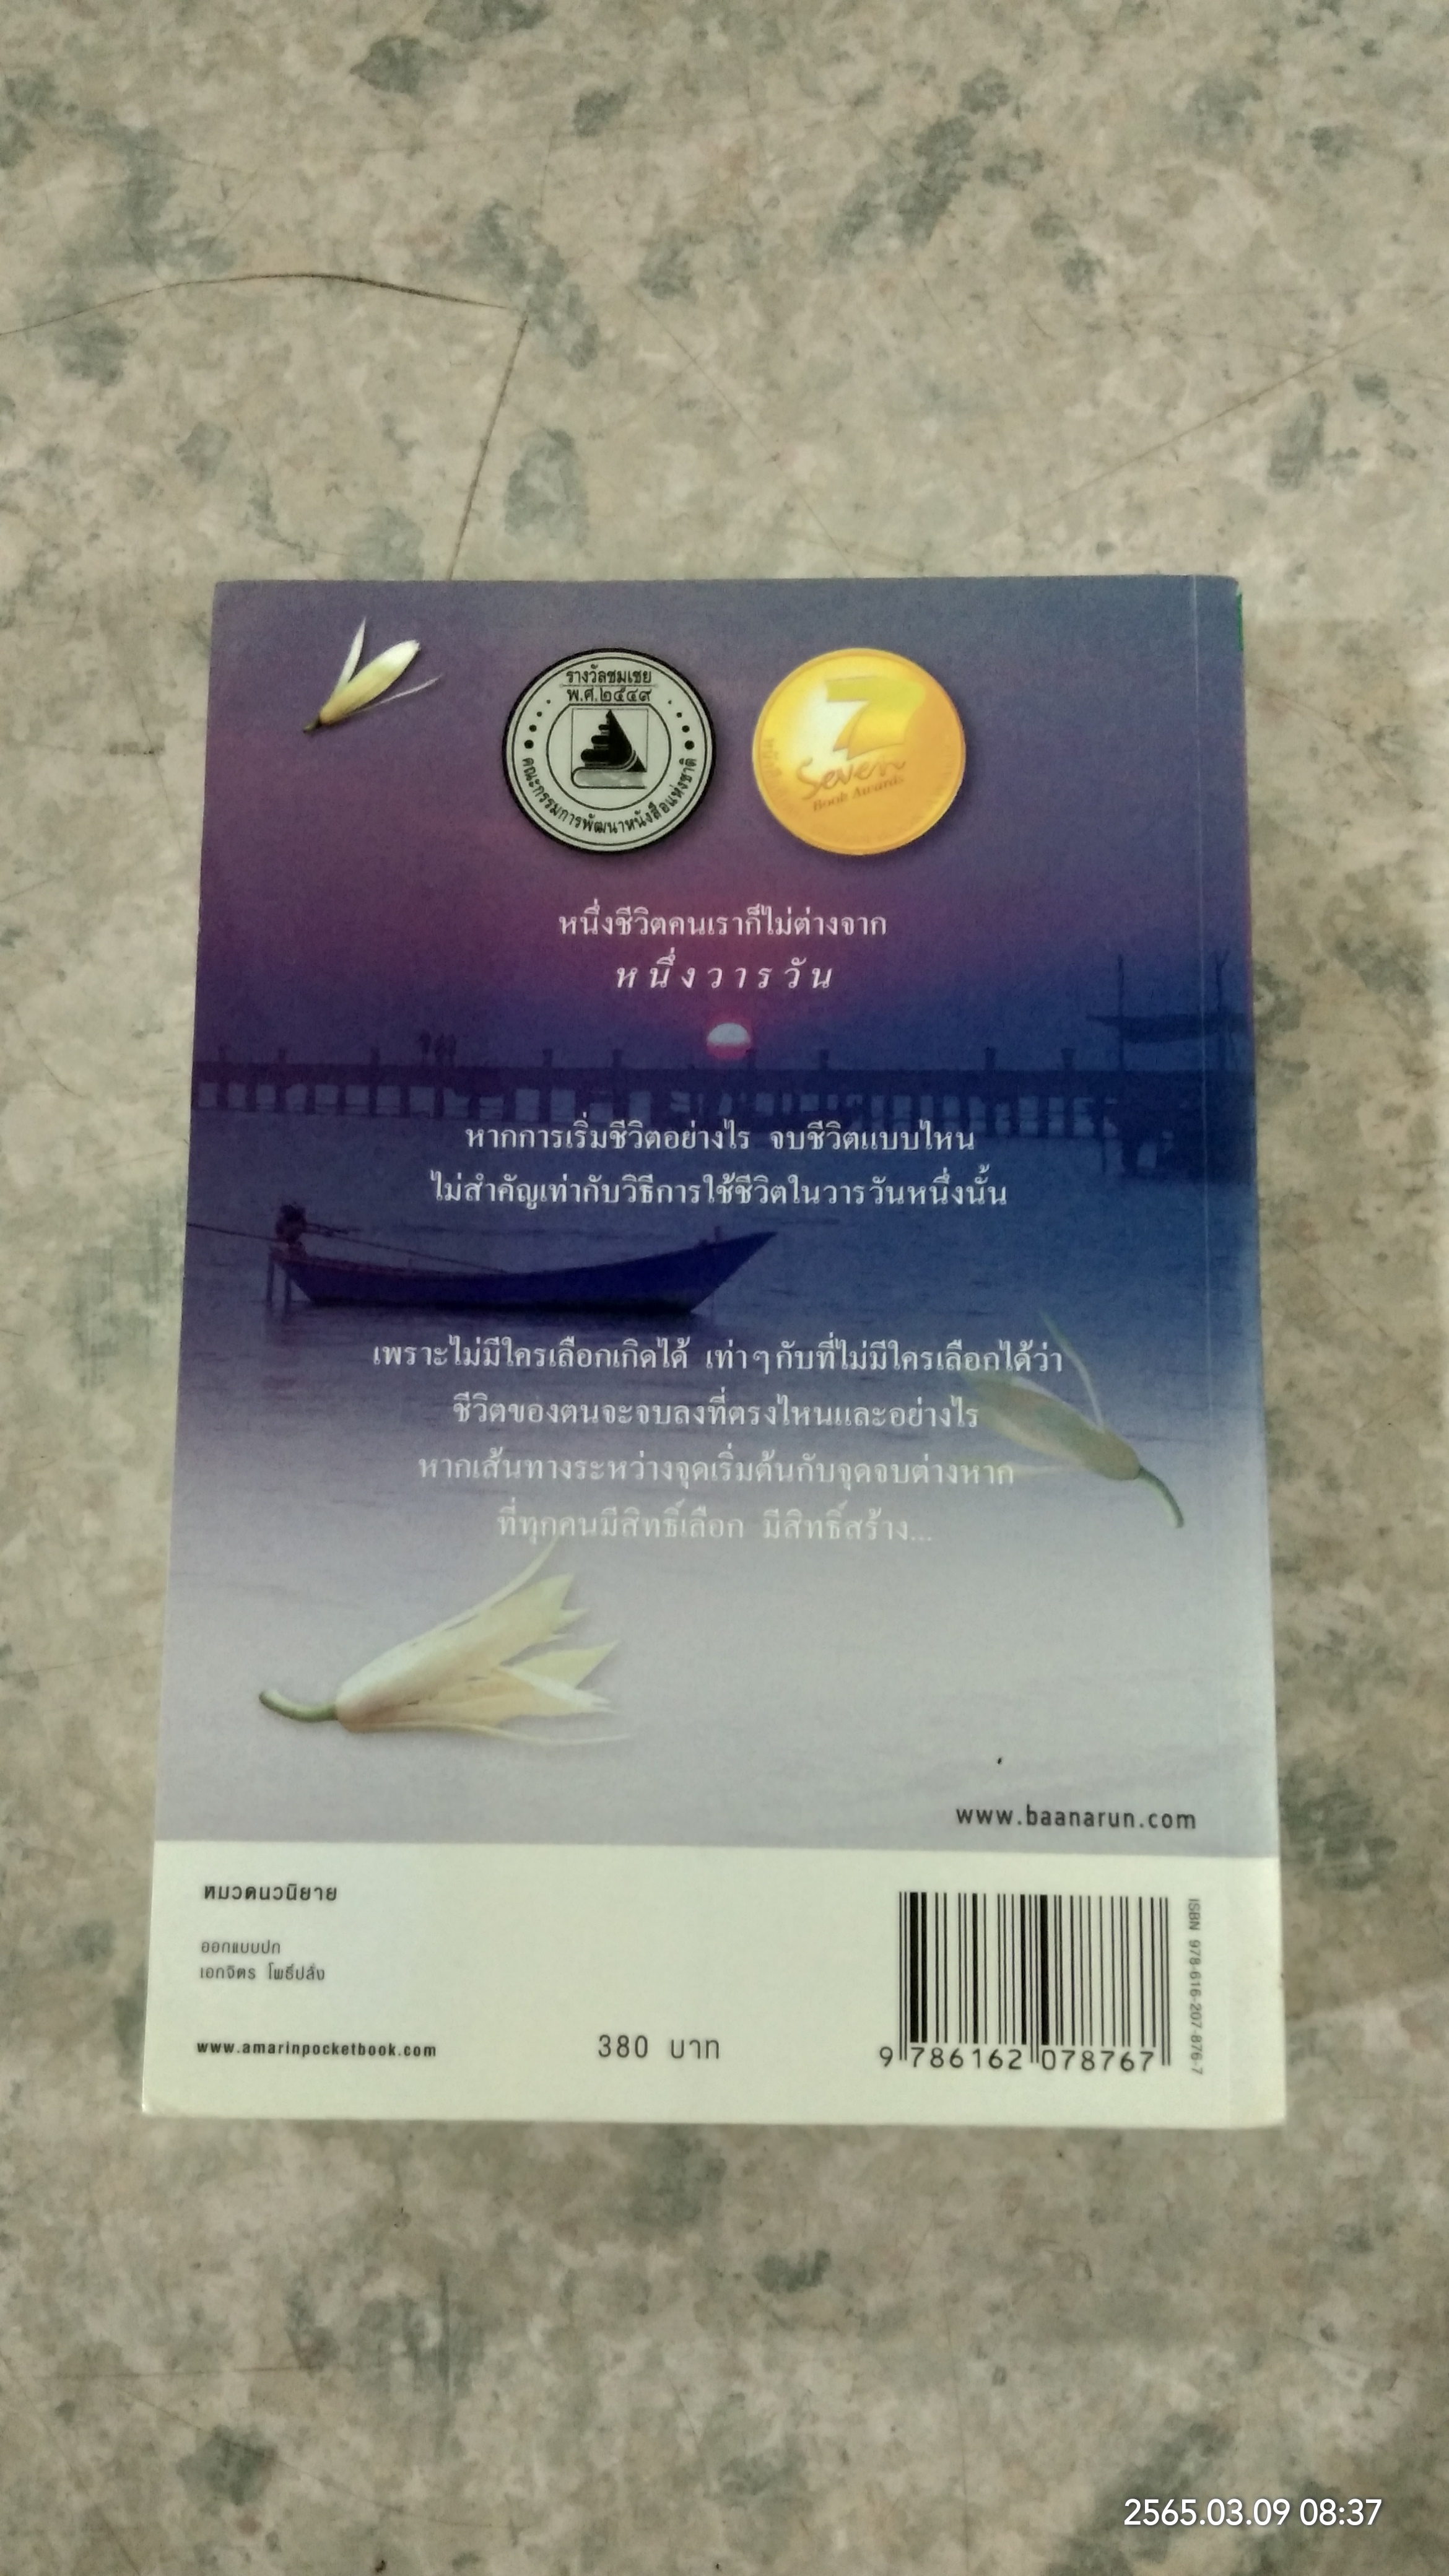 รางวัลชมเชย
พ.ศ.๒๕๔๙
คณะกรรมการพัฒนาหนังสือแห่งชาติ
7
Seven
Book Awards
หนึ่งชีวิตคนเราก็ไม่ต่างจาก
หนึ่งวารวัน
หากการเริ่มชีวิตอย่างไร จบชีวิตแบบไหน
ไม่สำคัญเท่ากับวิธีการใช้ชีวิตในวารวันหนึ่งนั้น
เพราะไม่มีใครเลือกเกิดได้ เท่าๆกับที่ไม่มีใครเลือกได้ว่า
ชีวิตของตนจะจบลงที่ตรงไหนและอย่างไร
หากเส้นทางระหว่างจุดเริ่มต้นกับจุดจบต่างหาก
ที่ทุกคนมีสิทธิ์เลือก มีสิทธิ์สร้าง...
www.baanarun.com
หมวดนวนิยาย
ออกแบบปก
เอกจิตร โพธิ์ปลั่ง
www.amarinpocketbook.com
380 บาท
9 786162 078767
ISBN 978-616-207-876-7
2565.03.09 08:37